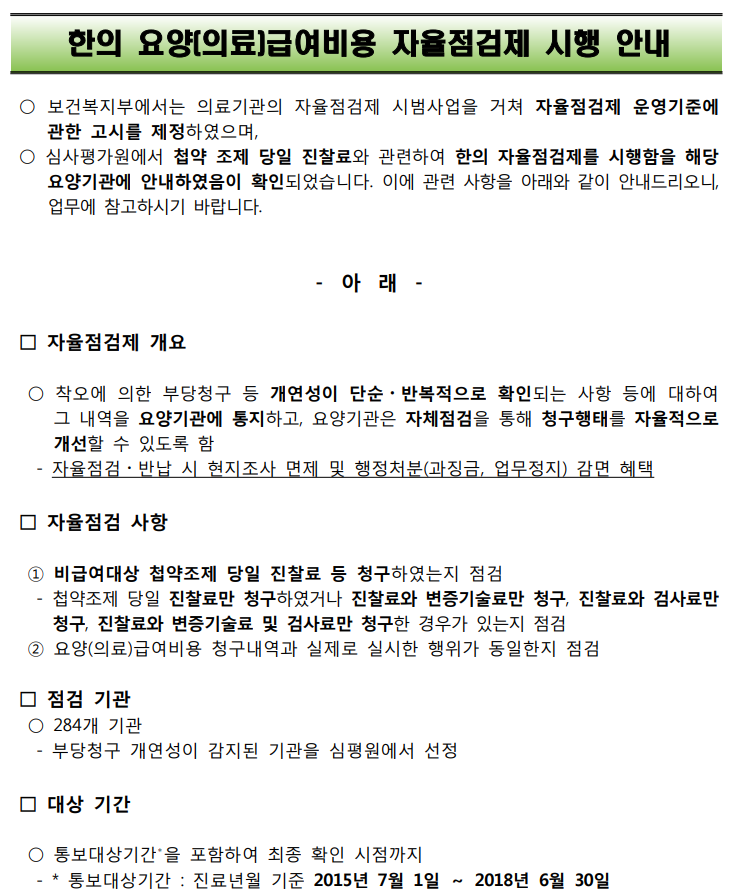 한의 요양(의료)급여비용 자율점검제 시행 안내
○ 보건복지부에서는 의료기관의 자율점검제 시범사업을 거쳐 자율점검제 운영기준에
관한 고시를 제정하였으며,
○ 심사평가원에서 첩약 조제 당일 진찰료와 관련하여 한의 자율점검제를 시행함을 해당
요양기관에 안내하였음이 확인되었습니다. 이에 관련 사항을 아래와 같이 안내드리오니,
업무에 참고하시기 바랍니다.
- 아 래 -
□ 자율점검제 개요
○ 착오에 의한 부당청구 등 개연성이 단순·반복적으로 확인되는 사항 등에 대하여
그 내역을 요양기관에 통지하고, 요양기관은 자체점검을 통해 청구행태를 자율적으로
개선할 수 있도록 함
- 자율점검·반납 시 현지조사 면제 및 행정처분(과징금, 업무정지) 감면 혜택
□ 자율점검 사항
① 비급여대상 첩약조제 당일 진찰료 등 청구하였는지 점검
- 첩약조제 당일 진찰료만 청구하였거나 진찰료와 변증기술료만 청구, 진찰료와 검사료만
청구, 진찰료와 변증기술료 및 검사료만 청구한 경우가 있는지 점검
② 요양(의료)급여비용 청구내역과 실제로 실시한 행위가 동일한지 점검
□ 점검 기관
○ 284개 기관
- 부당청구 개연성이 감지된 기관을 심평원에서 선정
□ 대상 기간
○ 통보대상기간*을 포함하여 최종 확인 시점까지
- * 통보대상기간 : 진료년월 기준 2015년 7월 1일 ~ 2018년 6월 30일